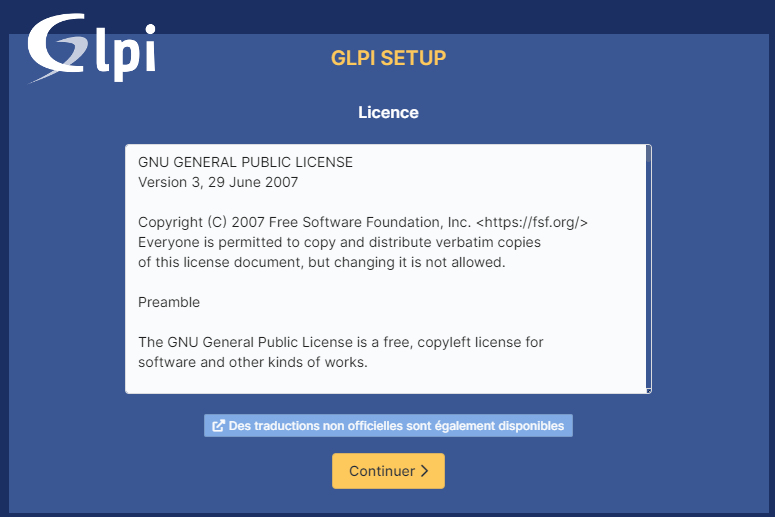 Glpi
GLPI SETUP
Licence
GNU GENERAL PUBLIC LICENSE
Version 3, 29 June 2007
Copyright (C) 2007 Free Software Foundation, Inc. <https://fsf.org/>
Everyone is permitted to copy and distribute verbatim copies
of this license document, but changing it is not allowed.
Preamble
The GNU General Public License is a free, copyleft license for
software and other kinds of works.
Des traductions non officielles sont également disponibles
Continuer